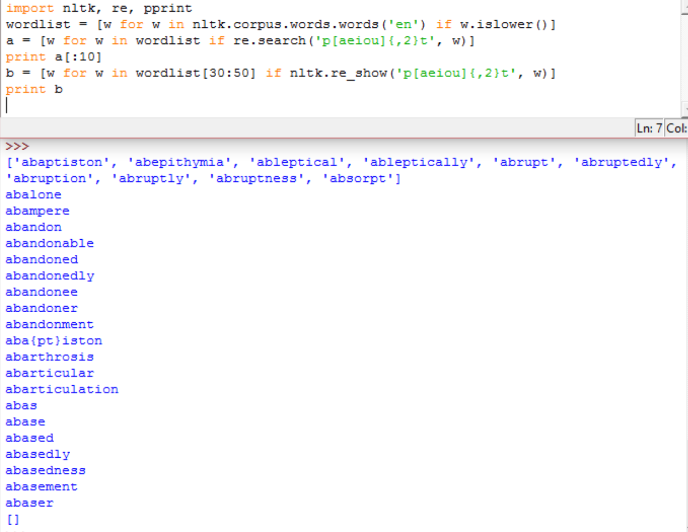 import nltk, re, pprint
wordlist = [w for w in nltk.corpus.words.words('en') if w.islower()]
a = [w for w in wordlist if re.search('p[aeiou]{,2}t', w)]
print a[:10]
b = [w for w in wordlist[30:50] if nltk.re_show('p[aeiou]{,2}t', w)]
print b
Ln: 7 Col:
>>>
['abaptiston', 'abepithymia', 'ableptical', 'ableptically', 'abrupt', 'abruptedly',
'abruption', 'abruptly', 'abruptness', 'absorpt']
abalone
abampere
abandon
abandonable
abandoned
abandonedly
abandonee
abandoner
abandonment
aba{pt}iston
abarthrosis
abarticular
abarticulation
abas
abase
abased
abasedly
abasedness
abasement
abaser
[]